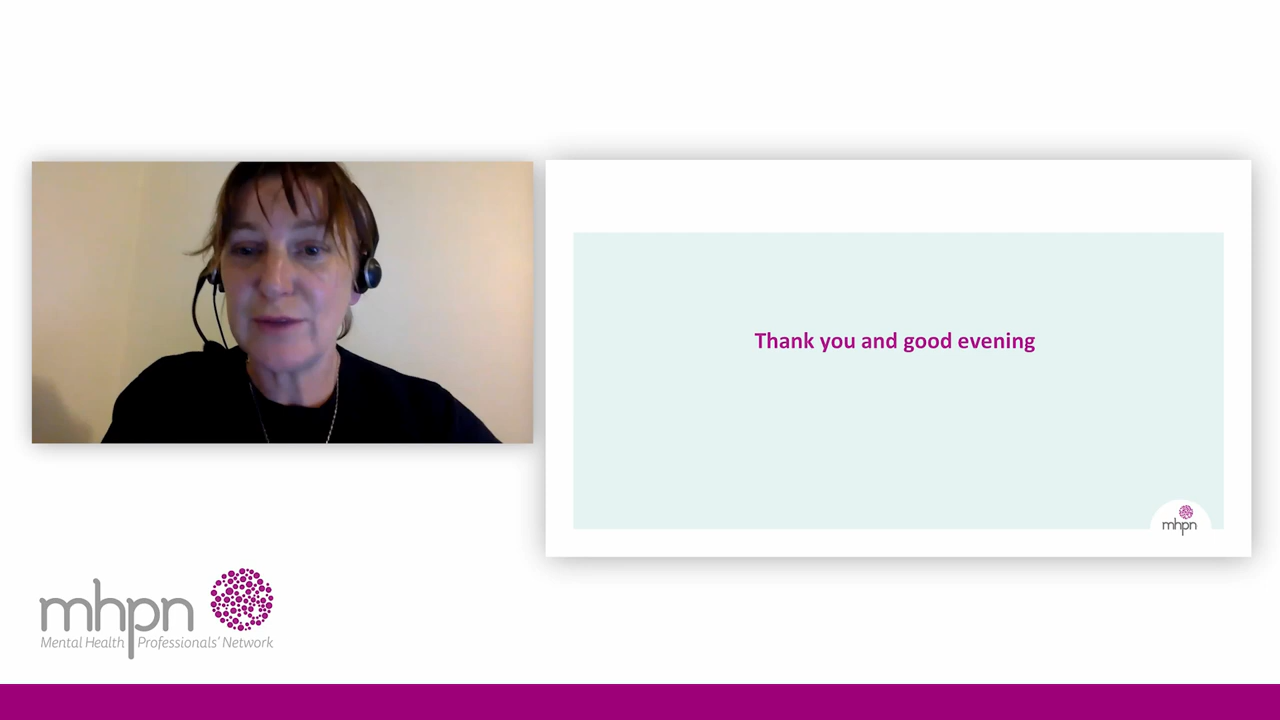 Thank you and good evening
mhpn
mhpn
Mental Health Professionals' Network